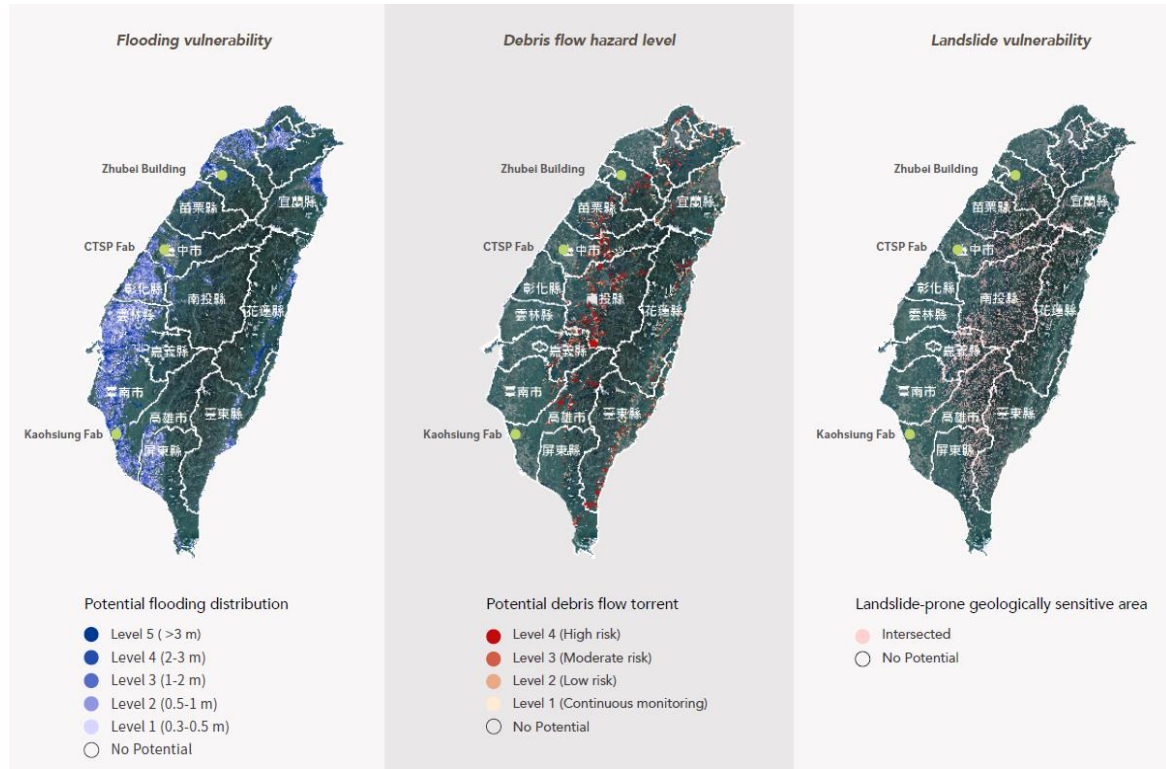 Flooding vulnerability
Zhubei Building
苗栗縣
宜蘭縣
CTSP Fab
中市
彰化縣
南投縣
花蓮縣
雲林縣
嘉義縣
臺南市
高雄市
臺東縣
Kaohsiung Fab
屏東縣
Potential flooding distribution
Level 5 ( >3 m)
Level 4 (2-3 m)
Level 3 (1-2 m)
Level 2 (0.5-1 m)
Level 1 (0.3-0.5 m)
No Potential
Debris flow hazard level
Zhubei Building
苗栗縣
宜蘭縣
CTSP Fab
中市
彰化縣
南投縣
花蓮縣
雲林縣
嘉義縣
臺南市
高雄市
臺東縣
Kaohsiung Fab
屏東縣
Potential debris flow torrent
Level 4 (High risk)
Level 3 (Moderate risk)
Level 2 (Low risk)
Level 1 (Continuous monitoring)
No Potential
Landslide vulnerability
Zhubei Building
苗栗縣
宜蘭縣
CTSP Fab
中市
彰化縣
南投縣
花蓮縣
雲林縣
嘉義縣
臺南市
高雄市
臺東縣
Kaohsiung Fab
屏東縣
Landslide-prone geologically sensitive area
Intersected
No Potential